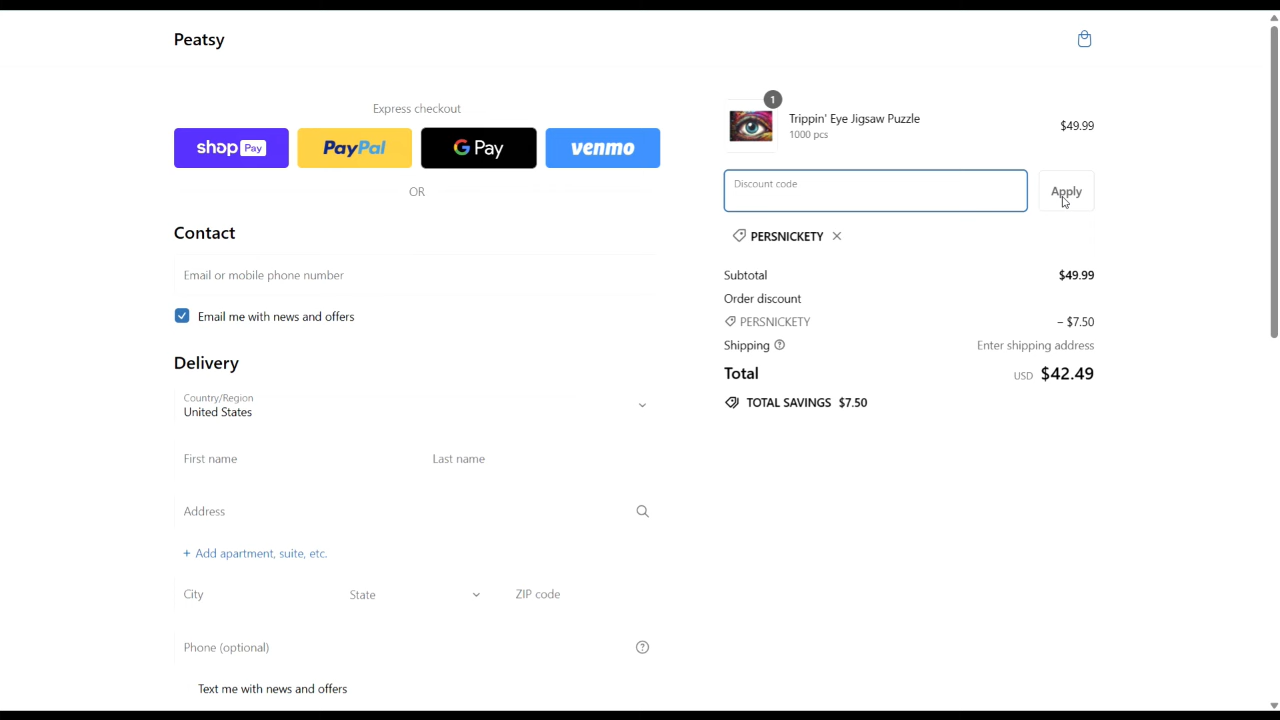 Peatsy
Express checkout
shop Pay
PayPal
G Pay
venmo
OR
Contact
Email or mobile phone number
Email me with news and offers
Delivery
Country/Region
United States
First name
Last name
Address
+ Add apartment, suite, etc.
City
State
ZIP code
Phone (optional)
Text me with news and offers
1
Trippin' Eye Jigsaw Puzzle
1000 pcs
$49.99
Discount code
Apply
PERSNICKETY
Subtotal $49.99
Order discount
PERSNICKETY – $7.50
Shipping Enter shipping address
Total USD $42.49
TOTAL SAVINGS $7.50